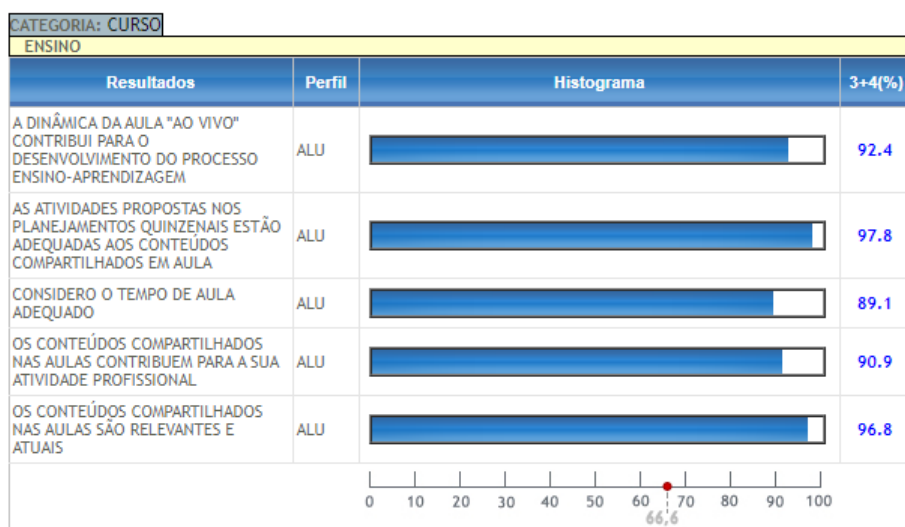 CATEGORIA: CURSO
ENSINO
Resultados Perfil Histograma 3+4(%)
A DINÂMICA DA AULA "AO VIVO"
CONTRIBUI PARA O
DESENVOLVIMENTO DO PROCESSO
ENSINO-APRENDIZAGEM
ALU
92.4
AS ATIVIDADES PROPOSTAS NOS
PLANEJAMENTOS QUINZENAIS ESTÃO
ADEQUADAS AOS CONTEÚDOS
COMPARTILHADOS EM AULA
ALU
97.8
CONSIDERO O TEMPO DE AULA
ADEQUADO
ALU
89.1
OS CONTEÚDOS COMPARTILHADOS
NAS AULAS CONTRIBUEM PARA A SUA
ATIVIDADE PROFISSIONAL
ALU
90.9
OS CONTEÚDOS COMPARTILHADOS
NAS AULAS SÃO RELEVANTES E
ATUAIS
ALU
96.8
0 10 20 30 40 50 60 70 80 90 100
66,6